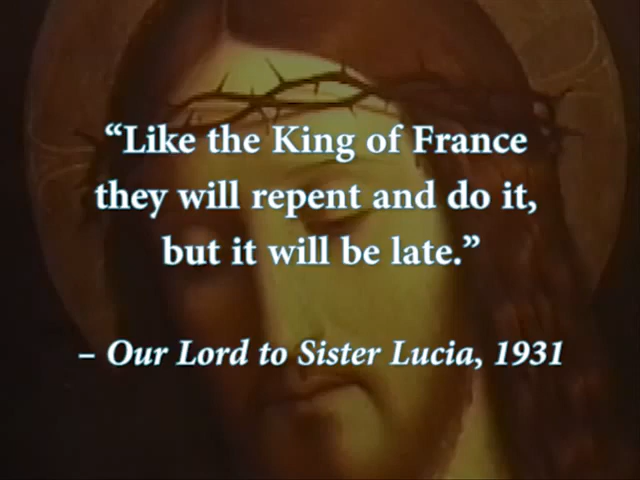 “Like the King of France
they will repent and do it,
but it will be late.”
– Our Lord to Sister Lucia, 1931